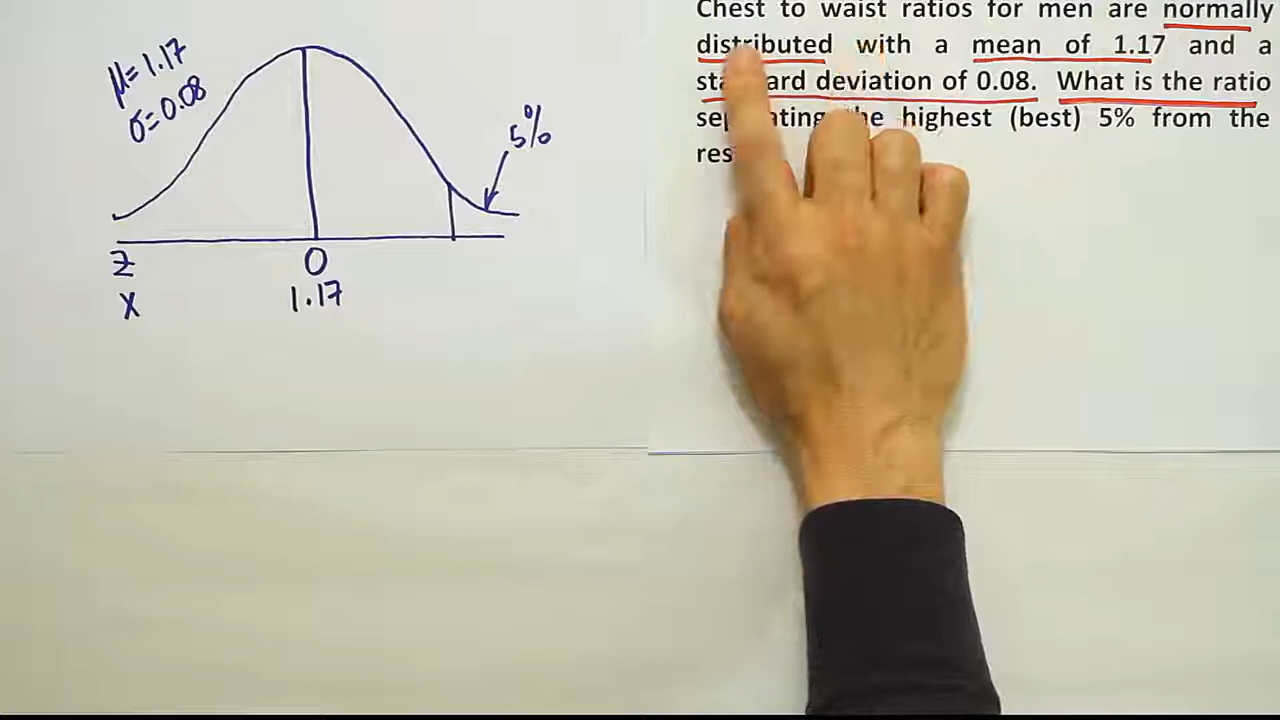 μ= 1.17
σ= 0.08
5%
Z 0
X 1.17
Chest to waist ratios for men are normally
distributed with a mean of 1.17 and a
deviation of 0.08. What is the ratio
highest (best) 5% from the